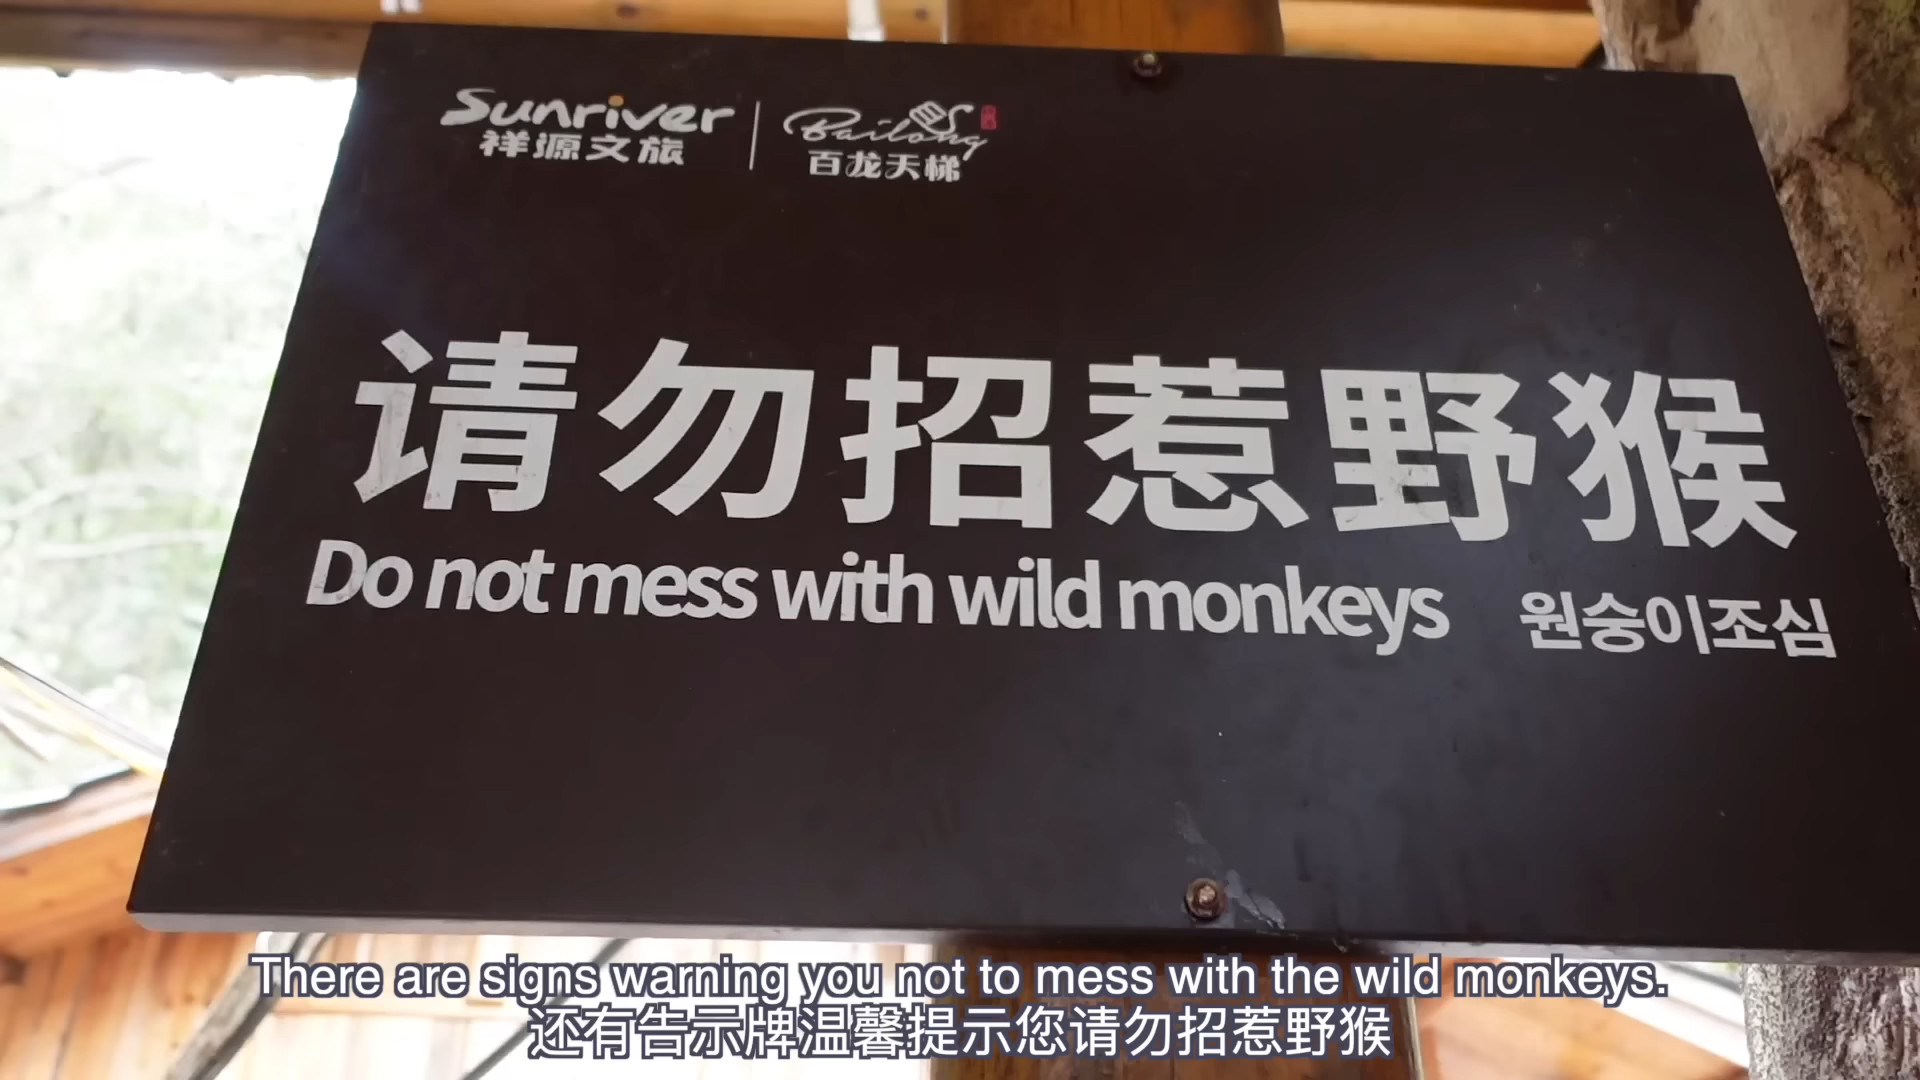 Sunriver
祥源文旅
Bailong
百龙天梯
请勿招惹野猴
Do not mess with wild monkeys 원숭이조심
There are signs warning you not to mess with the wild monkeys.
还有告示牌温馨提示您请勿招惹野猴